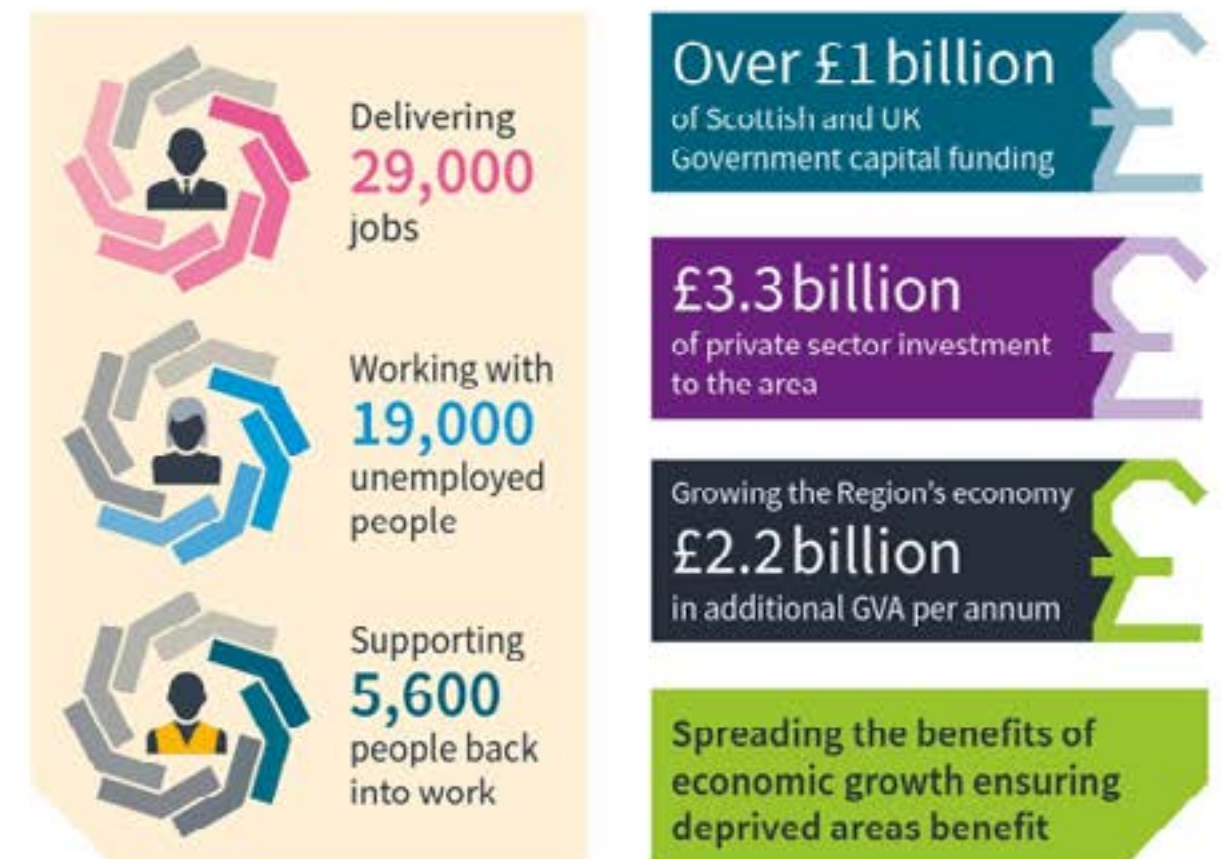 Delivering
29,000
jobs
Working with
19,000
unemployed
people
Supporting
5,600
people back
into work
Over £1 billion
of Scottish and UK
Government capital funding
£3.3 billion
of private sector investment
to the area
Growing the Region's economy
£2.2 billion
in additional GVA per annum
Spreading the benefits of
economic growth ensuring
deprived areas benefit